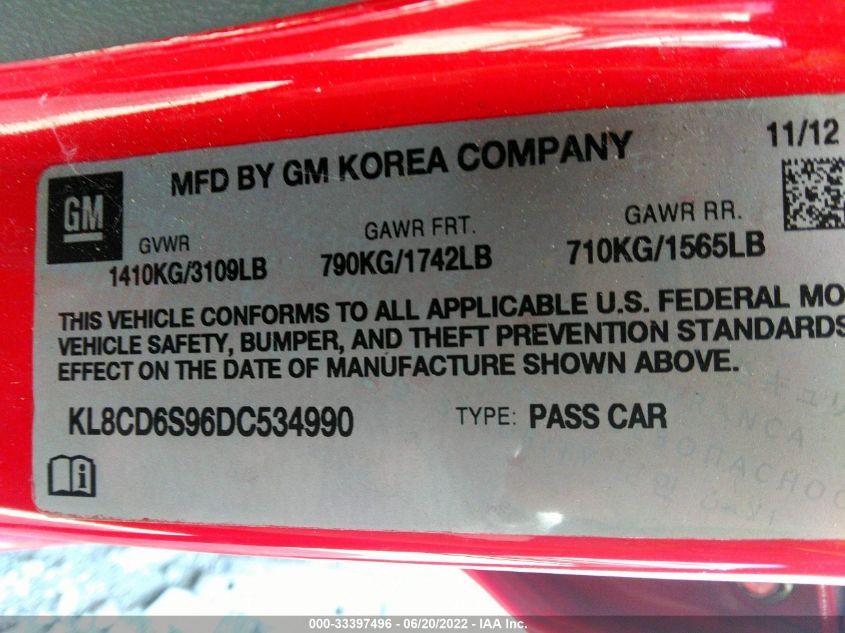 MFD BY GM KOREA COMPANY
11/12
GM
GVWR
GAWR FRT.
GAWR RR.
1410KG/3109LB
790KG/1742LB
710KG/1565LB
THIS VEHICLE CONFORMS TO ALL APPLICABLE U.S. FEDERAL MO
VEHICLE SAFETY, BUMPER, AND THEFT PREVENTION STANDARDS
EFFECT ON THE DATE OF MANUFACTURE SHOWN ABOVE.
KL8CD6S96DC534990
TYPE: PASS CAR
i
000-33397496 - 06/20/2022 - IAA Inc.